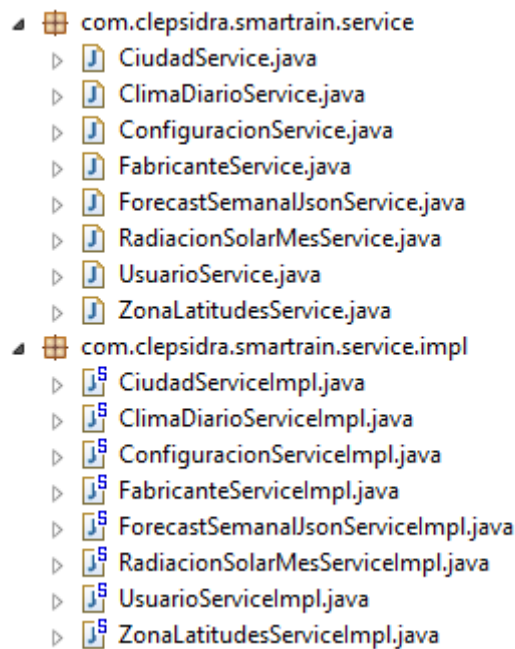 com.clepsidra.smartrain.service
CiudadService.java
ClimaDiarioService.java
ConfiguracionService.java
FabricanteService.java
ForecastSemanalJsonService.java
RadiacionSolarMesService.java
UsuarioService.java
ZonaLatitudesService.java
com.clepsidra.smartrain.service.impl
CiudadServiceImpl.java
ClimaDiarioServiceImpl.java
ConfiguracionServiceImpl.java
FabricanteServiceImpl.java
ForecastSemanalJsonServiceImpl.java
RadiacionSolarMesServiceImpl.java
UsuarioServiceImpl.java
ZonaLatitudesServiceImpl.java